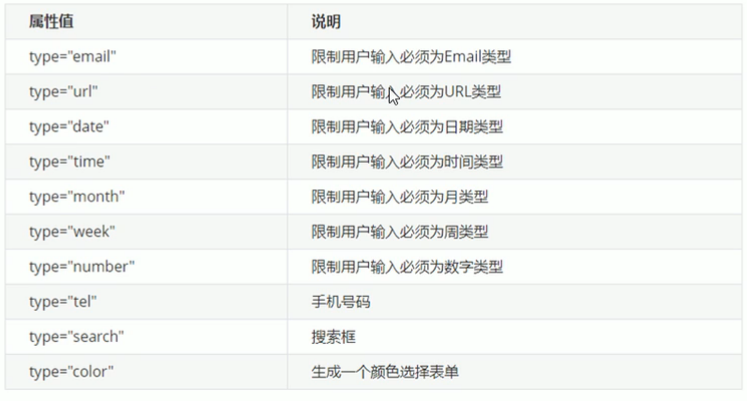 属性值 说明
type="email" 限制用户输入必须为Email类型
type="url" 限制用户输入必须为URL类型
type="date" 限制用户输入必须为日期类型
type="time" 限制用户输入必须为时间类型
type="month" 限制用户输入必须为月类型
type="week" 限制用户输入必须为周类型
type="number" 限制用户输入必须为数字类型
type="tel" 手机号码
type="search" 搜索框
type="color" 生成一个颜色选择表单